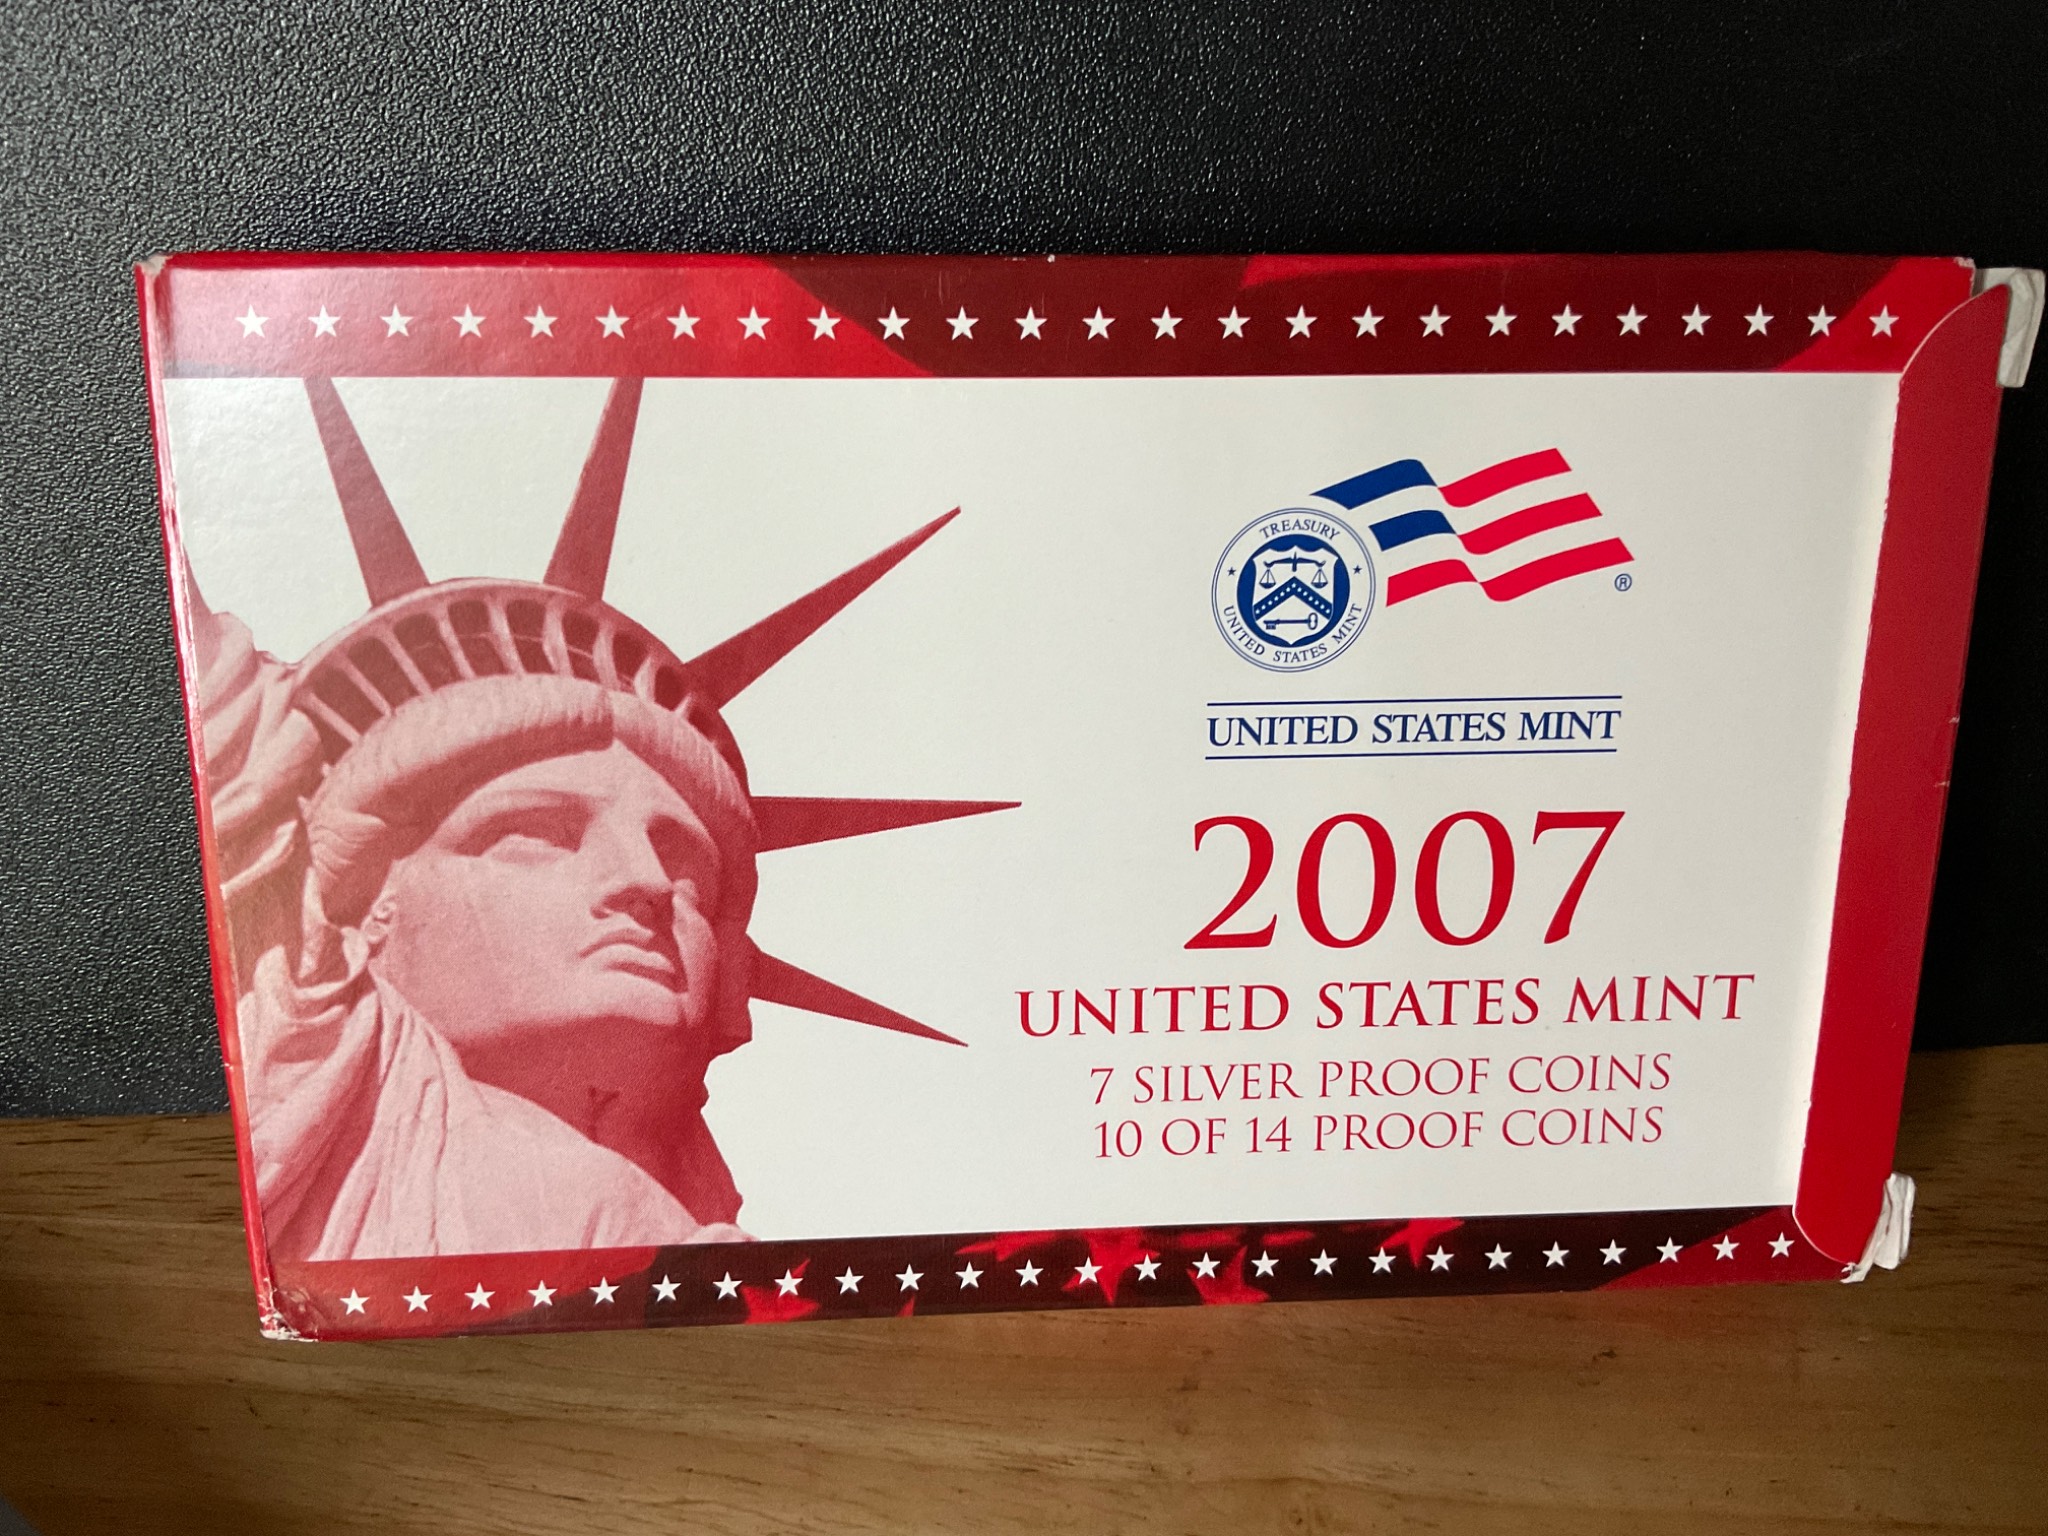 TREASURY
UNITED STATES MINT
®
UNITED STATES MINT
2007
UNITED STATES MINT
7 SILVER PROOF COINS
10 OF 14 PROOF COINS